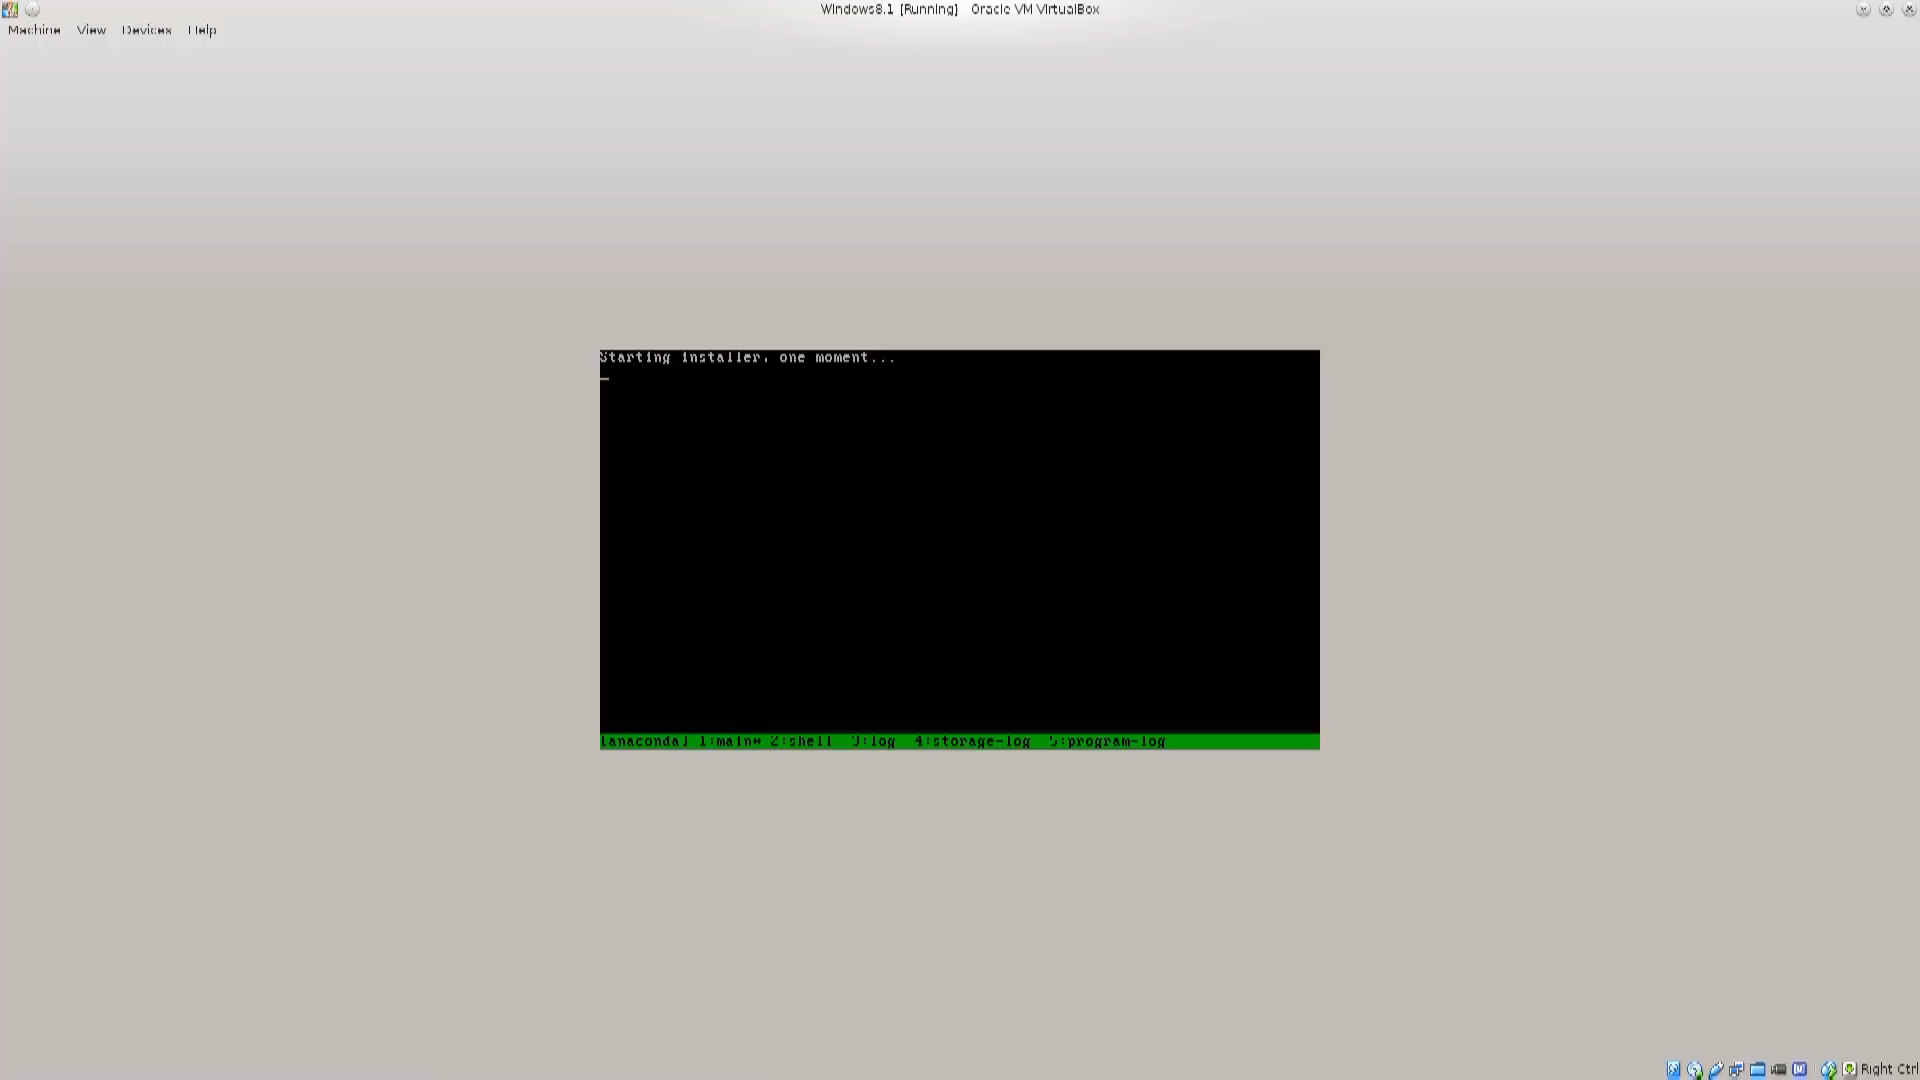 Windows8.1 [Running] Oracle VM VirtualBox
Machine View Devices Help
Starting installer, one moment...
[anaconda] 1:main* 2:shell 3:log 4:storage-log 5:program-log
Right Ctrl